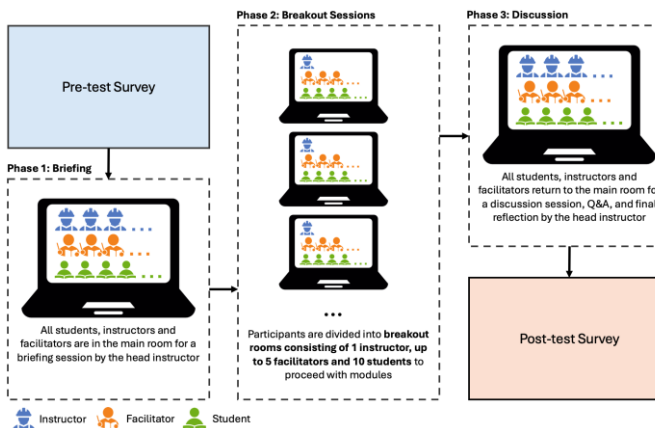 Pre-test Survey
Phase 1: Briefing
All students, instructors and
facilitators are in the main room for a
briefing session by the head instructor
Phase 2: Breakout Sessions
...
Participants are divided into breakout
rooms consisting of 1 instructor, up
to 5 facilitators and 10 students to
proceed with modules
Phase 3: Discussion
All students, instructors and
facilitators return to the main room for
a discussion session, Q&A, and final
reflection by the head instructor
Post-test Survey
Instructor
Facilitator
Student